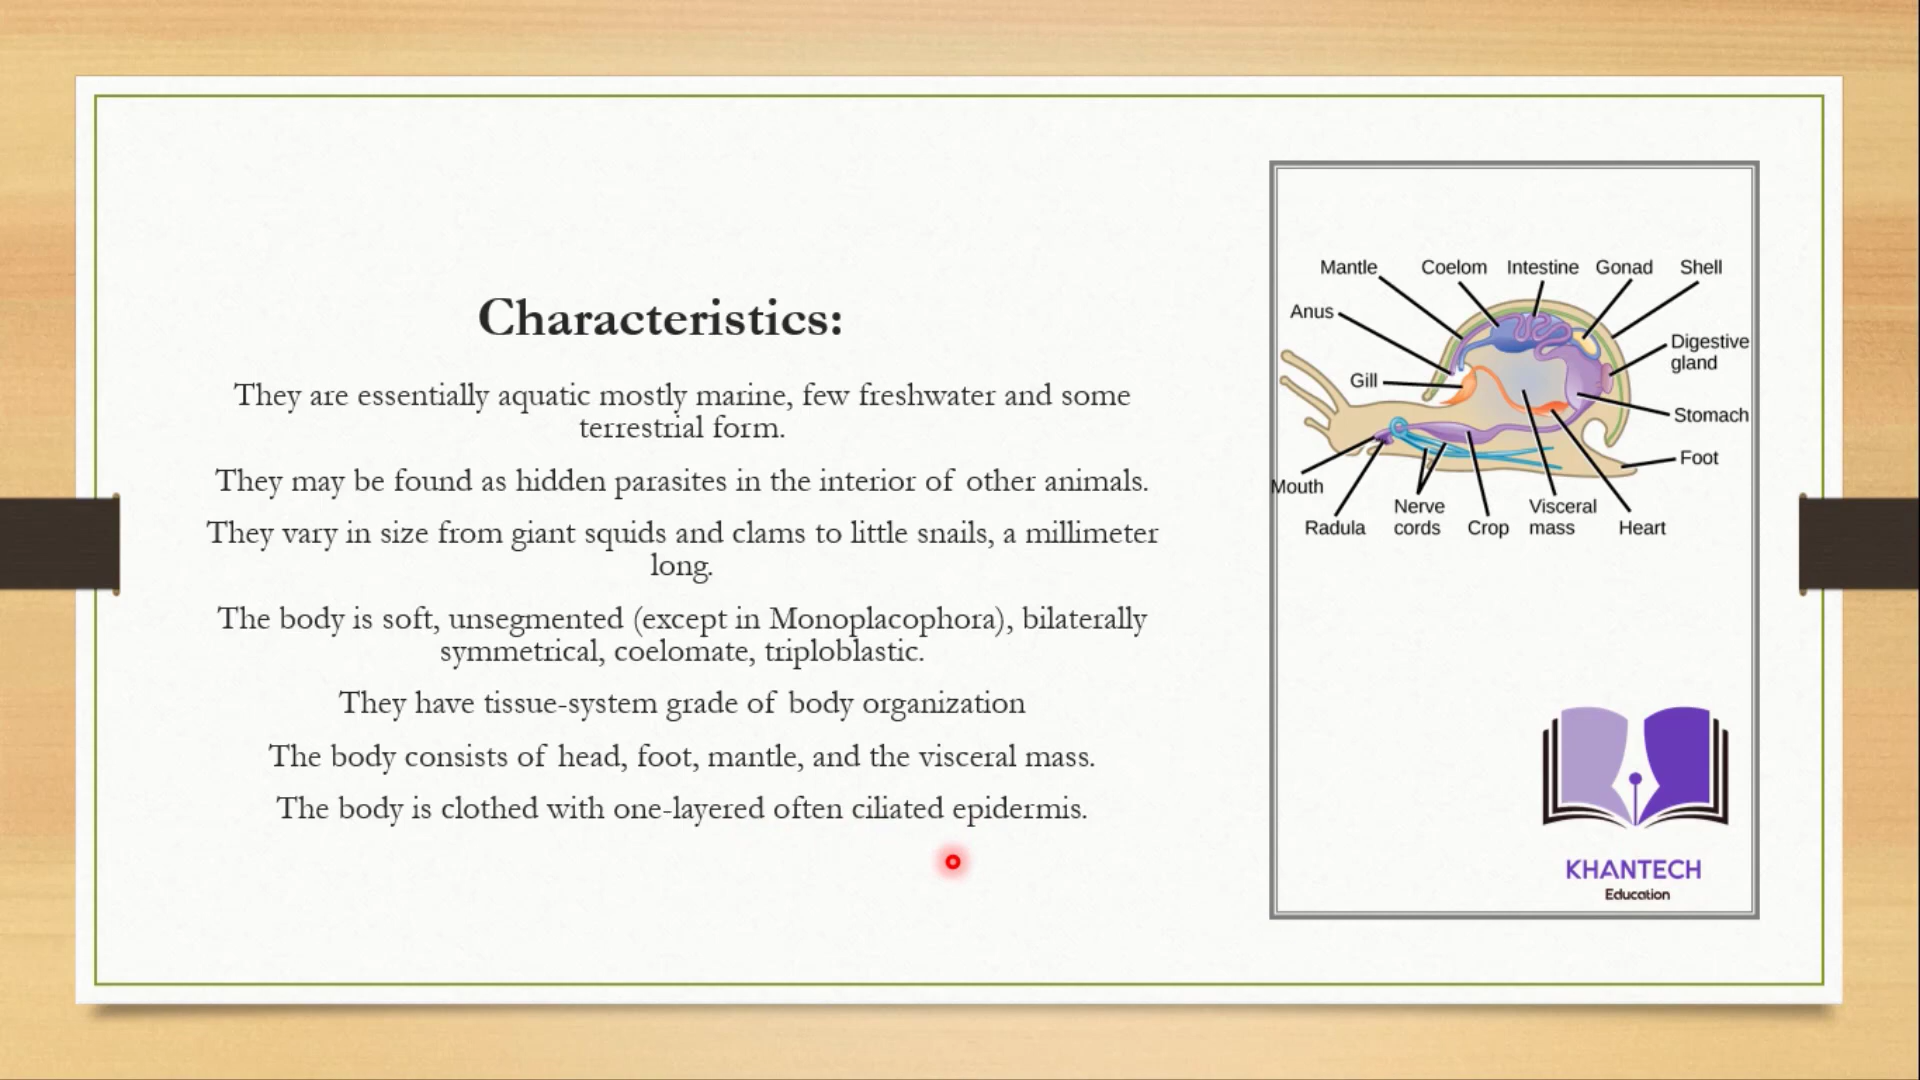 Characteristics:
They are essentially aquatic mostly marine, few freshwater and some
terrestrial form.
They may be found as hidden parasites in the interior of other animals.
They vary in size from giant squids and clams to little snails, a millimeter
long.
The body is soft, unsegmented (except in Monoplacophora), bilaterally
symmetrical, coelomate, triploblastic.
They have tissue-system grade of body organization
The body consists of head, foot, mantle, and the visceral mass.
The body is clothed with one-layered often ciliated epidermis.
Mantle
Coelom
Intestine
Gonad
Shell
Anus
Digestive
gland
Gill
Stomach
Foot
Mouth
Radula
Nerve
cords
Crop
Visceral
mass
Heart
KHANTECH
Education